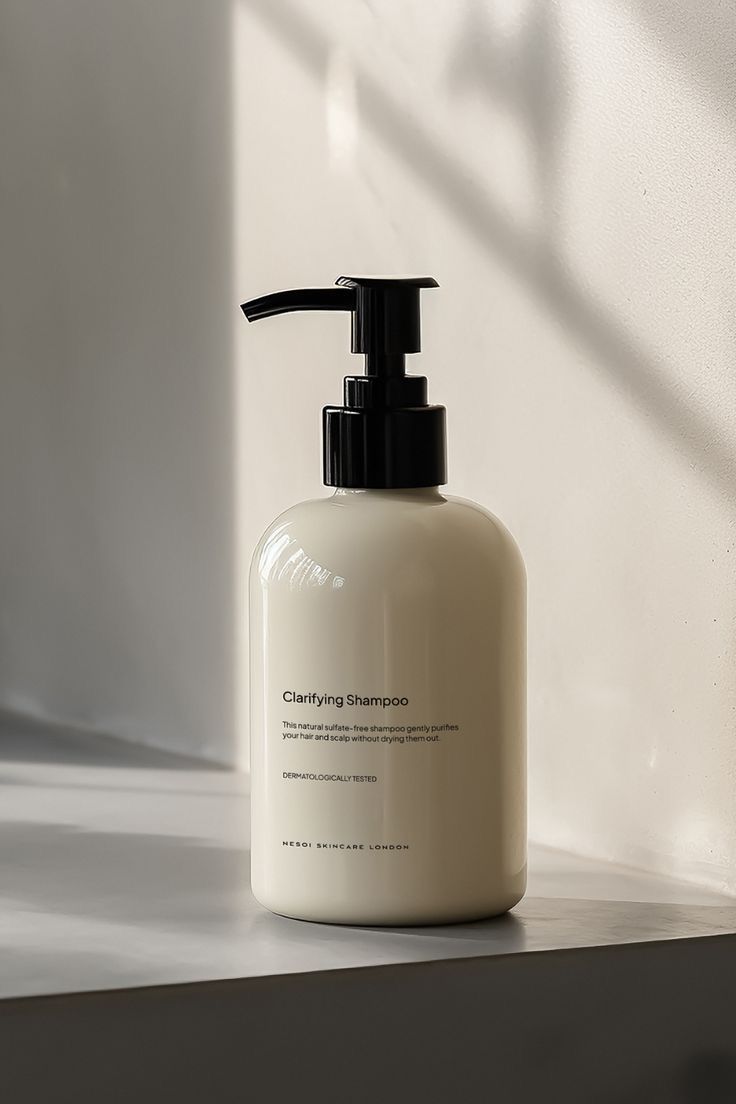 Clarifying Shampoo
This natural sulfate-free shampoo gently purifies
your hair and scalp without drying them out.
DERMATOLOGICALLY TESTED
NESOI SKINCARE LONDON